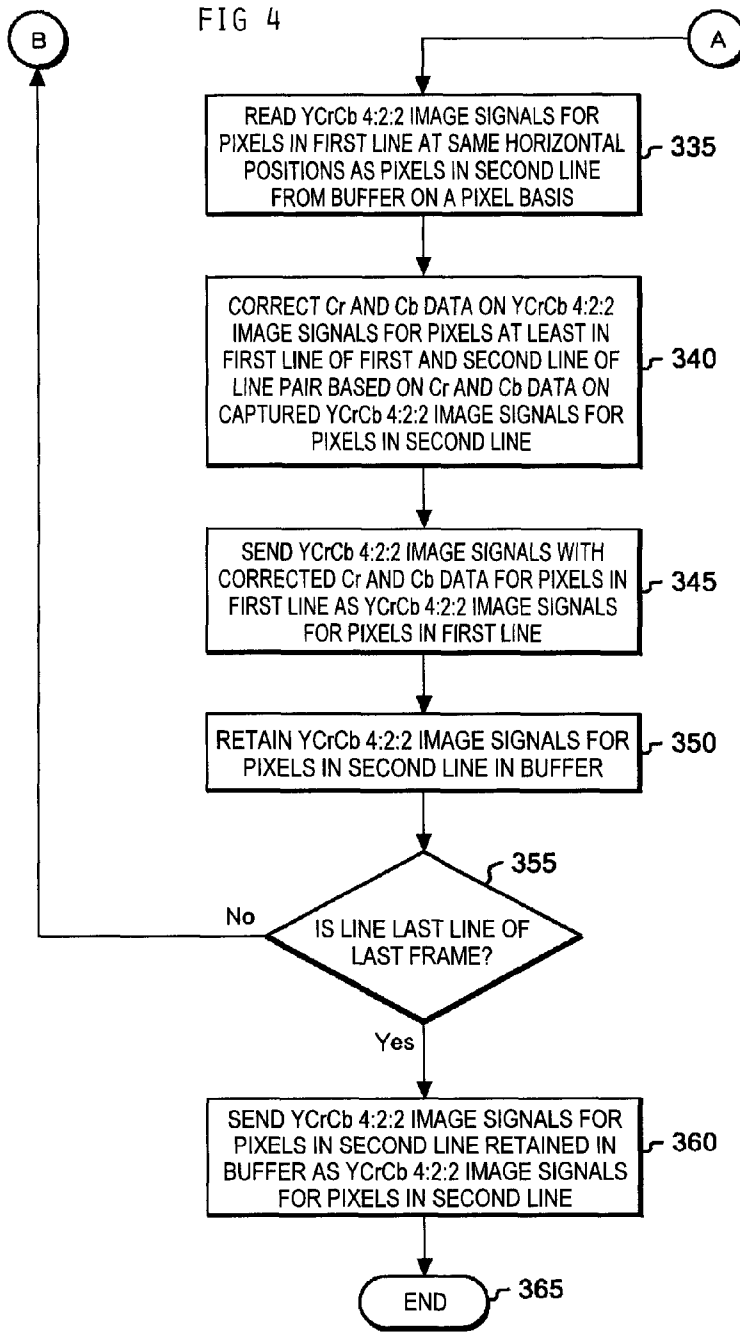 FIG 4
B
A
READ YCrCb 4:2:2 IMAGE SIGNALS FOR
PIXELS IN FIRST LINE AT SAME HORIZONTAL
POSITIONS AS PIXELS IN SECOND LINE
FROM BUFFER ON A PIXEL BASIS
335
CORRECT Cr AND Cb DATA ON YCrCb 4:2:2
IMAGE SIGNALS FOR PIXELS AT LEAST IN
FIRST LINE OF FIRST AND SECOND LINE OF
LINE PAIR BASED ON Cr AND Cb DATA ON
CAPTURED YCrCb 4:2:2 IMAGE SIGNALS FOR
PIXELS IN SECOND LINE
340
SEND YCrCb 4:2:2 IMAGE SIGNALS WITH
CORRECTED Cr AND Cb DATA FOR PIXELS IN
FIRST LINE AS YCrCb 4:2:2 IMAGE SIGNALS
FOR PIXELS IN FIRST LINE
345
RETAIN YCrCb 4:2:2 IMAGE SIGNALS FOR
PIXELS IN SECOND LINE IN BUFFER
350
355
No
IS LINE LAST LINE OF
LAST FRAME?
Yes
SEND YCrCb 4:2:2 IMAGE SIGNALS FOR
PIXELS IN SECOND LINE RETAINED IN
BUFFER AS YCrCb 4:2:2 IMAGE SIGNALS
FOR PIXELS IN SECOND LINE
360
END
365